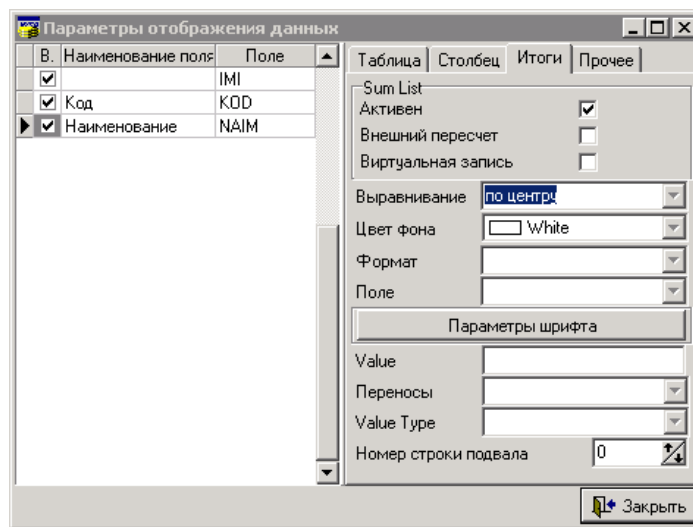 Параметры отображения данных
В. Наименование поля Поле
IMI
Код KOD
Наименование NAIM
Таблица Столбец Итоги Прочее
Sum List
Активен
Внешний пересчет
Виртуальная запись
Выравнивание по центру
Цвет фона White
Формат
Поле
Параметры шрифта
Value
Переносы
Value Type
Номер строки подвала 0
Закрыть